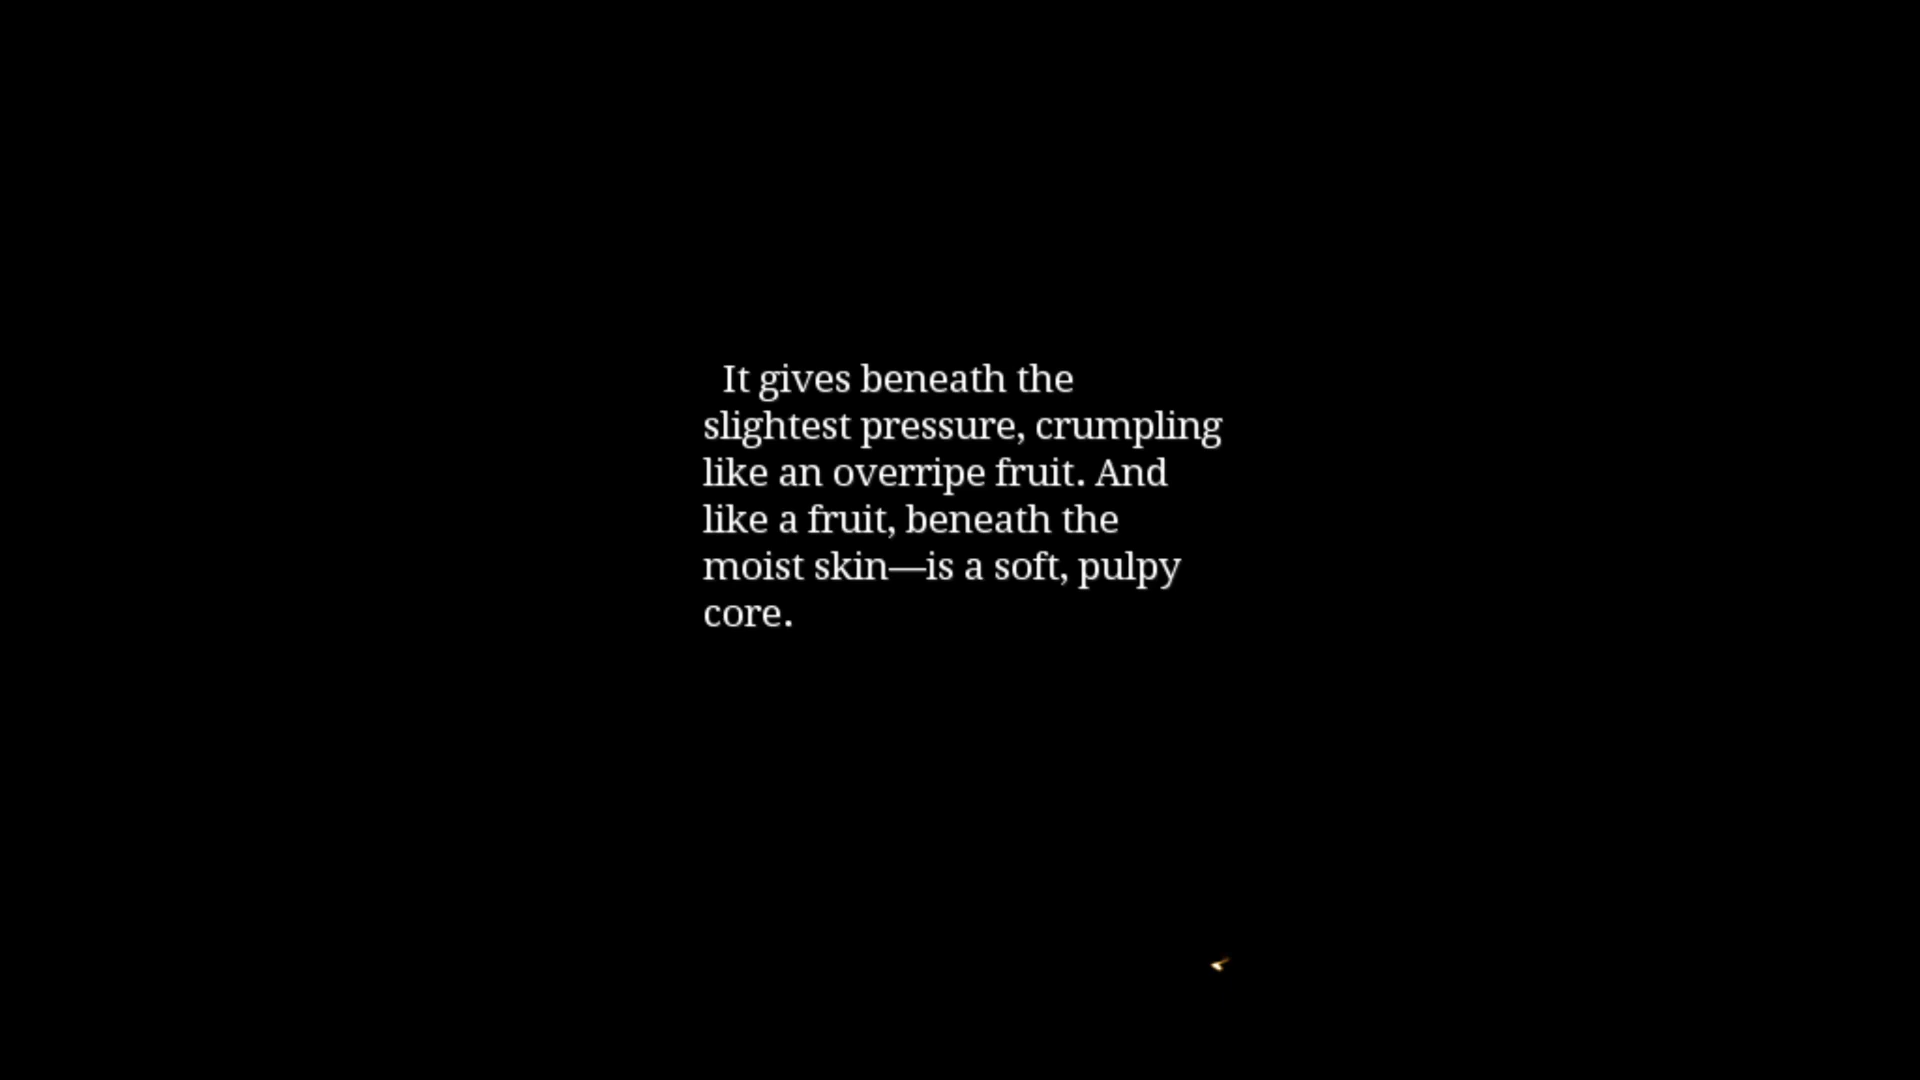 It gives beneath the
slightest pressure, crumpling
like an overripe fruit. And
like a fruit, beneath the
moist skin—is a soft, pulpy
core.